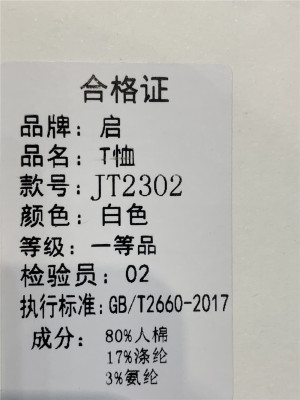 合格证
品牌：启
品名：T恤
款号：JT2302
颜色：白色
等级：一等品
检验员：02
执行标准：GB/T2660-2017
成分：80%人棉
17%涤纶
3%氨纶